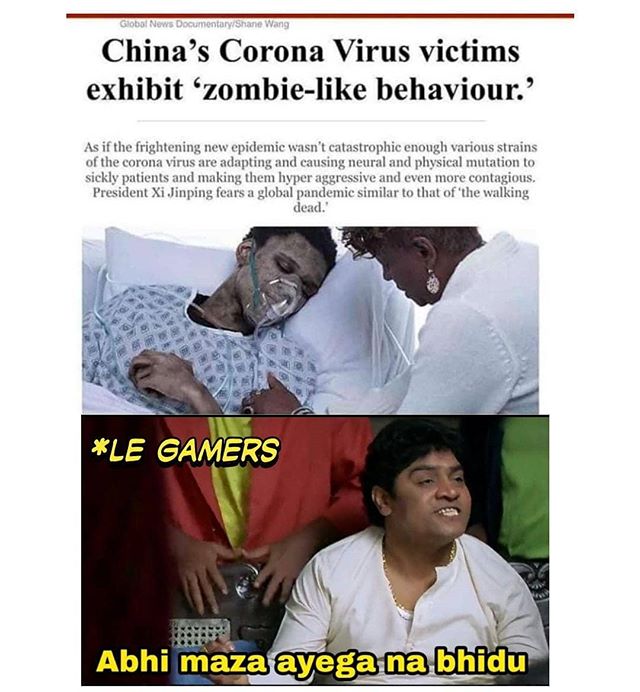 Global News Documentary/Shane Wang
China's Corona Virus victims
exhibit 'zombie-like behaviour.'
As if the frightening new epidemic wasn't catastrophic enough various strains
of the corona virus are adapting and causing neural and physical mutation to
sickly patients and making them hyper aggressive and even more contagious.
President Xi Jinping fears a global pandemic similar to that of 'the walking
dead.'
*LE GAMERS
Abhi maza ayega na bhidu